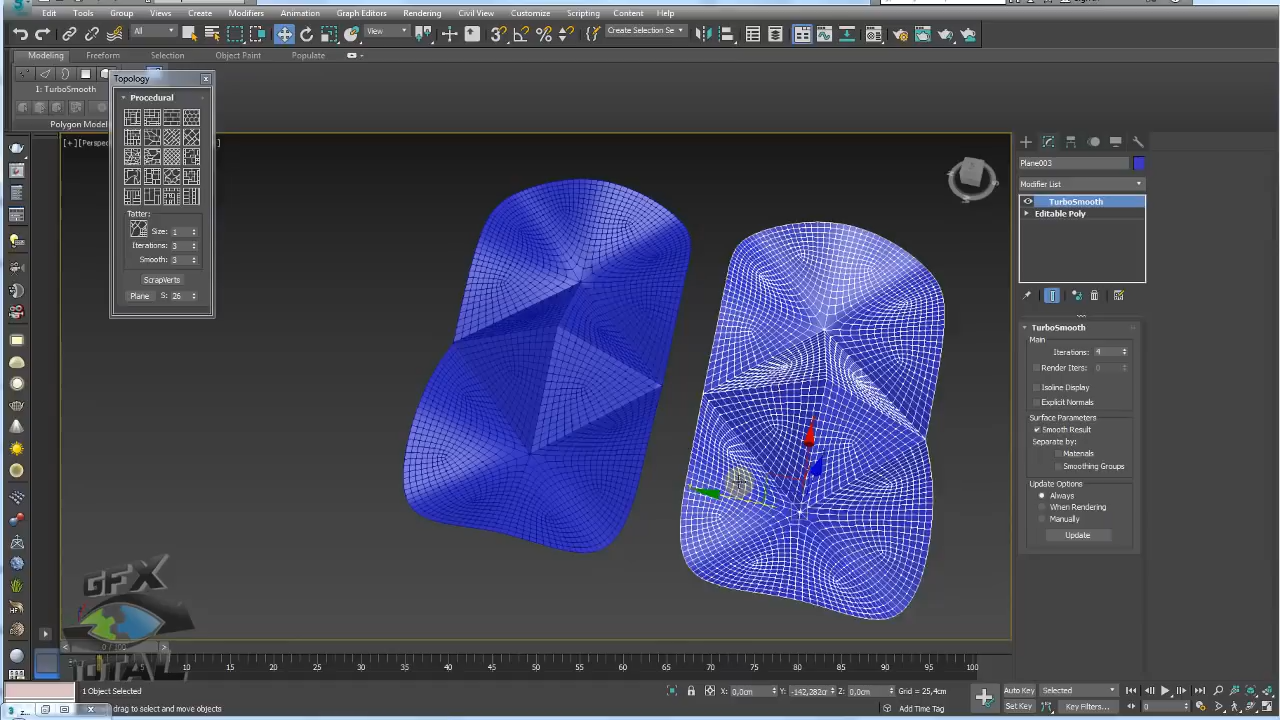 Edit Tools Group Views Create Modifiers Animation Graph Editors Rendering Civil View Customize Scripting Content Help
All View Create Selection Se
Modeling Freeform Selection Object Paint Populate
Topology
1: TurboSmooth
Procedural
Polygon Model
[+] [Perspe
Tatter:
Size: 1
Iterations: 3
Smooth: 3
ScrapVerts
Plane S: 26
Plane003
Modifier List
TurboSmooth
Editable Poly
TurboSmooth
Main
Iterations: 4
Render Iters: 0
Isoline Display
Explicit Normals
Surface Parameters
Smooth Result
Separate by:
Materials
Smoothing Groups
Update Options
Always
When Rendering
Manually
Update
GFX
TOTAL
0 / 100
5 10 15 20 25 30 35 40 45 50 55 60 65 70 75 80 85 90 95 100
1 Object Selected X: 0,0cm Y: -142,282cm Z: 0,0cm Grid = 25,4cm Auto Key Selected
drag to select and move objects Add Time Tag Set Key Key Filters... 0